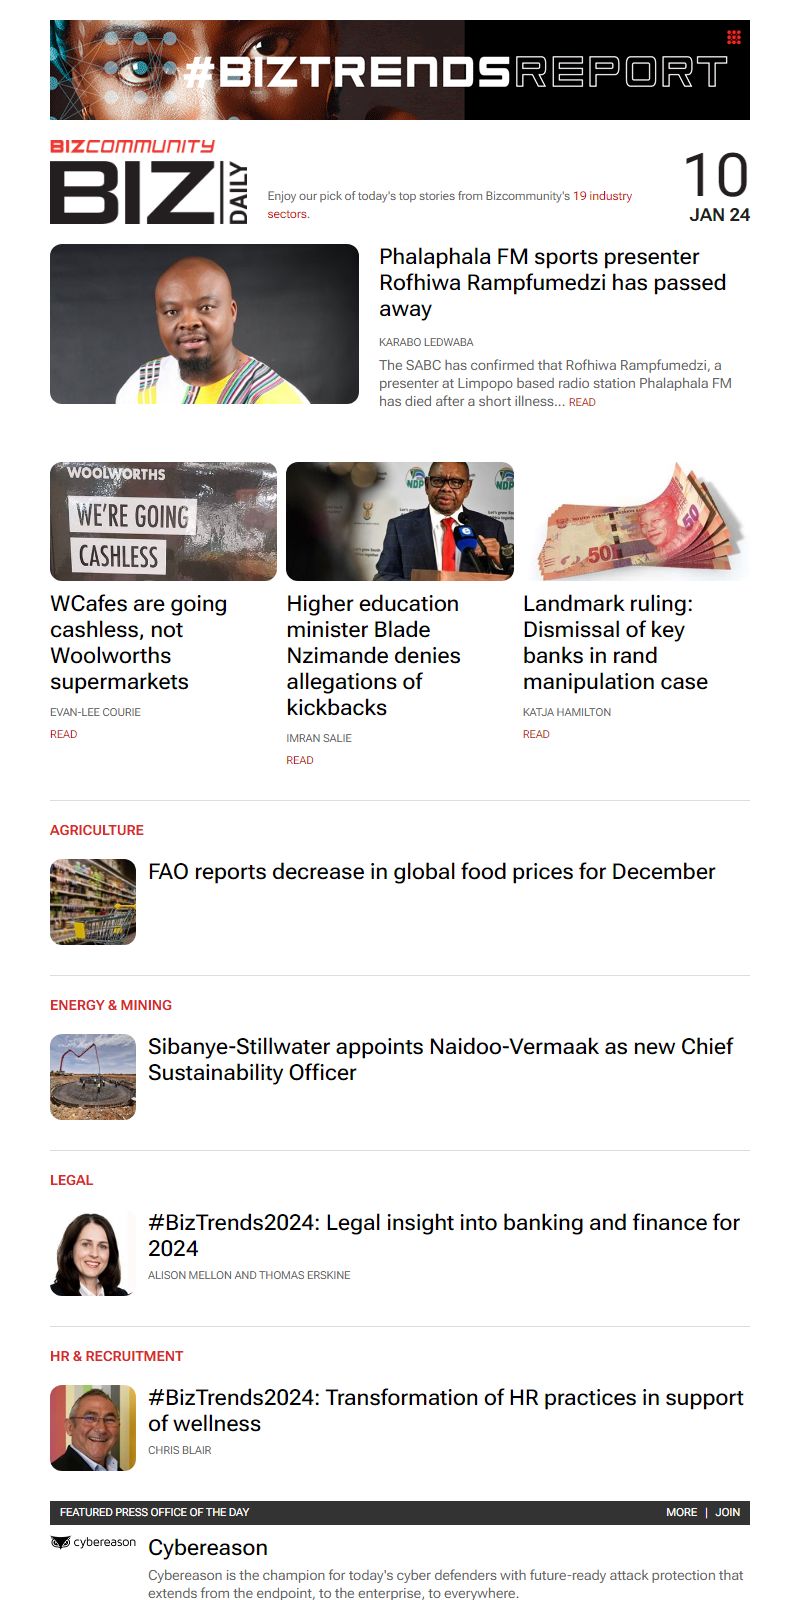 #BIZTRENDSREPORT
BIZCOMMUNITY
BIZ DAILY
Enjoy our pick of today's top stories from Bizcommunity's 19 industry
sectors.
10
JAN 24
Phalaphala FM sports presenter
Rofhiwa Rampfumedzi has passed
away
KARABO LEDWABA
The SABC has confirmed that Rofhiwa Rampfumedzi, a
presenter at Limpopo based radio station Phalaphala FM
has died after a short illness... READ
WOOLWORTHS
WE'RE GOING
CASHLESS
WCafes are going
cashless, not
Woolworths
supermarkets
EVAN-LEE COURIE
READ
NDP
NDP
Higher education
minister Blade
Nzimande denies
allegations of
kickbacks
IMRAN SALIE
READ
50
50
Landmark ruling:
Dismissal of key
banks in rand
manipulation case
KATJA HAMILTON
READ
AGRICULTURE
FAO reports decrease in global food prices for December
ENERGY & MINING
Sibanye-Stillwater appoints Naidoo-Vermaak as new Chief
Sustainability Officer
LEGAL
#BizTrends2024: Legal insight into banking and finance for
2024
ALISON MELLON AND THOMAS ERSKINE
HR & RECRUITMENT
#BizTrends2024: Transformation of HR practices in support
of wellness
CHRIS BLAIR
FEATURED PRESS OFFICE OF THE DAY
MORE | JOIN
cybereason
Cybereason
Cybereason is the champion for today's cyber defenders with future-ready attack protection that
extends from the endpoint, to the enterprise, to everywhere.